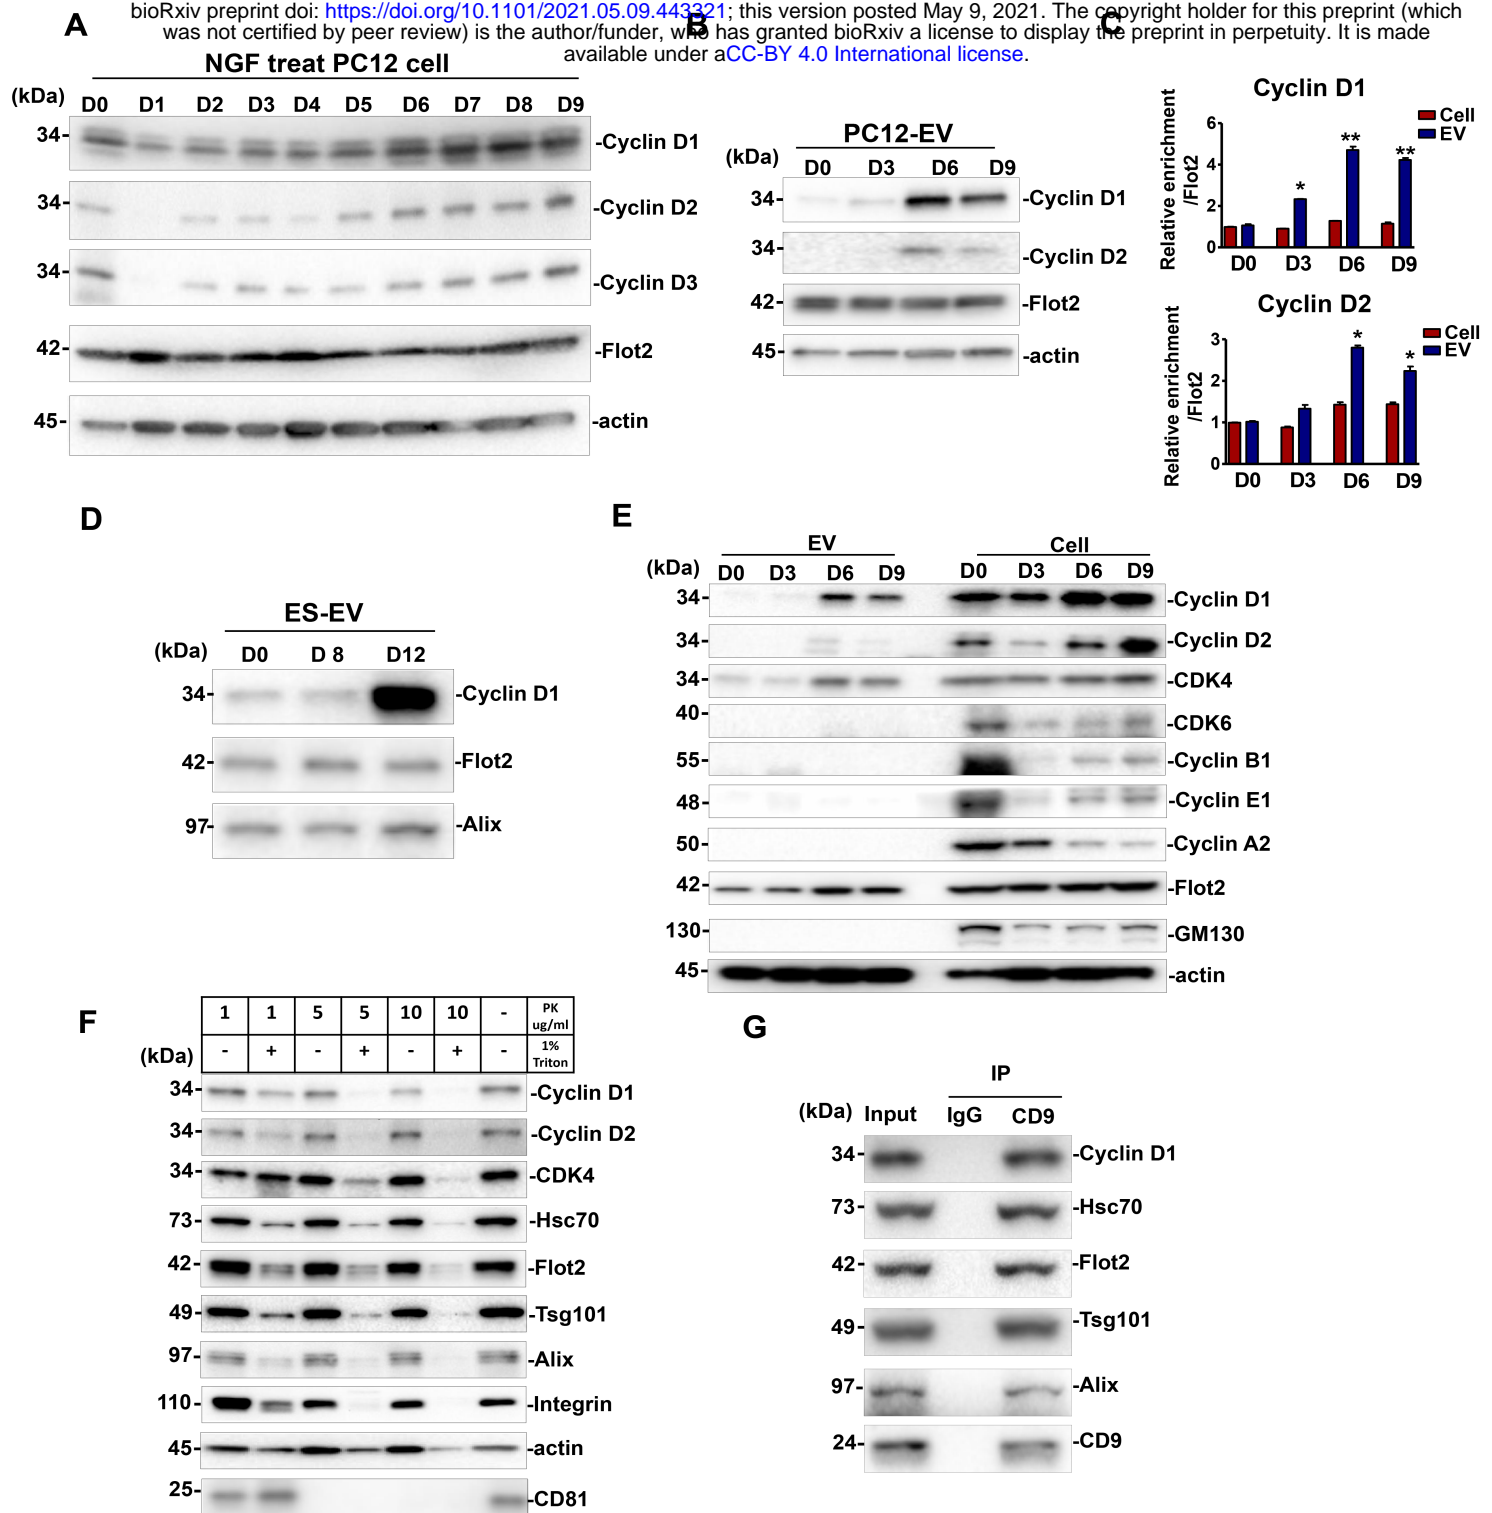 bioRxiv preprint doi: https://doi.org/10.1101/2021.05.09.443321; this version posted May 9, 2021. The copyright holder for this preprint (which
was not certified by peer review) is the author/funder, who has granted bioRxiv a license to display the preprint in perpetuity. It is made
available under aCC-BY 4.0 International license.
A
NGF treat PC12 cell
(kDa) D0 D1 D2 D3 D4 D5 D6 D7 D8 D9
34- -Cyclin D1
34- -Cyclin D2
34- -Cyclin D3
42- -Flot2
45- -actin
B
PC12-EV
(kDa) D0 D3 D6 D9
34- -Cyclin D1
34- -Cyclin D2
42- -Flot2
45- -actin
C
Cyclin D1
Relative enrichment
/Flot2
6
4
2
0
* ** **
D0 D3 D6 D9
Cell
EV
Cyclin D2
Relative enrichment
/Flot2
3
2
1
0
* *
D0 D3 D6 D9
Cell
EV
D
ES-EV
(kDa) D0 D 8 D12
34- -Cyclin D1
42- -Flot2
97- -Alix
E
EV Cell
(kDa) D0 D3 D6 D9 D0 D3 D6 D9
34- -Cyclin D1
34- -Cyclin D2
34- -CDK4
40- -CDK6
55- -Cyclin B1
48- -Cyclin E1
50- -Cyclin A2
42- -Flot2
130- -GM130
45- -actin
F
1 1 5 5 10 10 - PK
ug/ml
- + - + - + - 1%
Triton
(kDa)
34- -Cyclin D1
34- -Cyclin D2
34- -CDK4
73- -Hsc70
42- -Flot2
49- -Tsg101
97- -Alix
110- -Integrin
45- -actin
25- -CD81
G
IP
(kDa) Input IgG CD9
34- -Cyclin D1
73- -Hsc70
42- -Flot2
49- -Tsg101
97- -Alix
24- -CD9